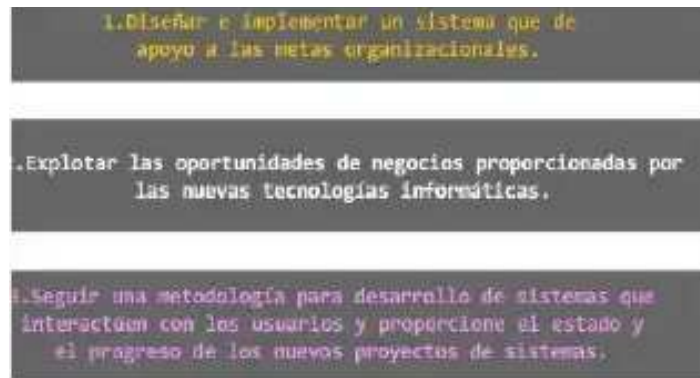 1.Diseñar e implementar un sistema que de
apoyo a las metas organizacionales.
.Explotar las oportunidades de negocios proporcionadas por
las nuevas tecnologías informáticas.
.Seguir una metodología para desarrollo de sistemas que
interactúen con los usuarios y proporcione el estado y
el progreso de los nuevos proyectos de sistemas.